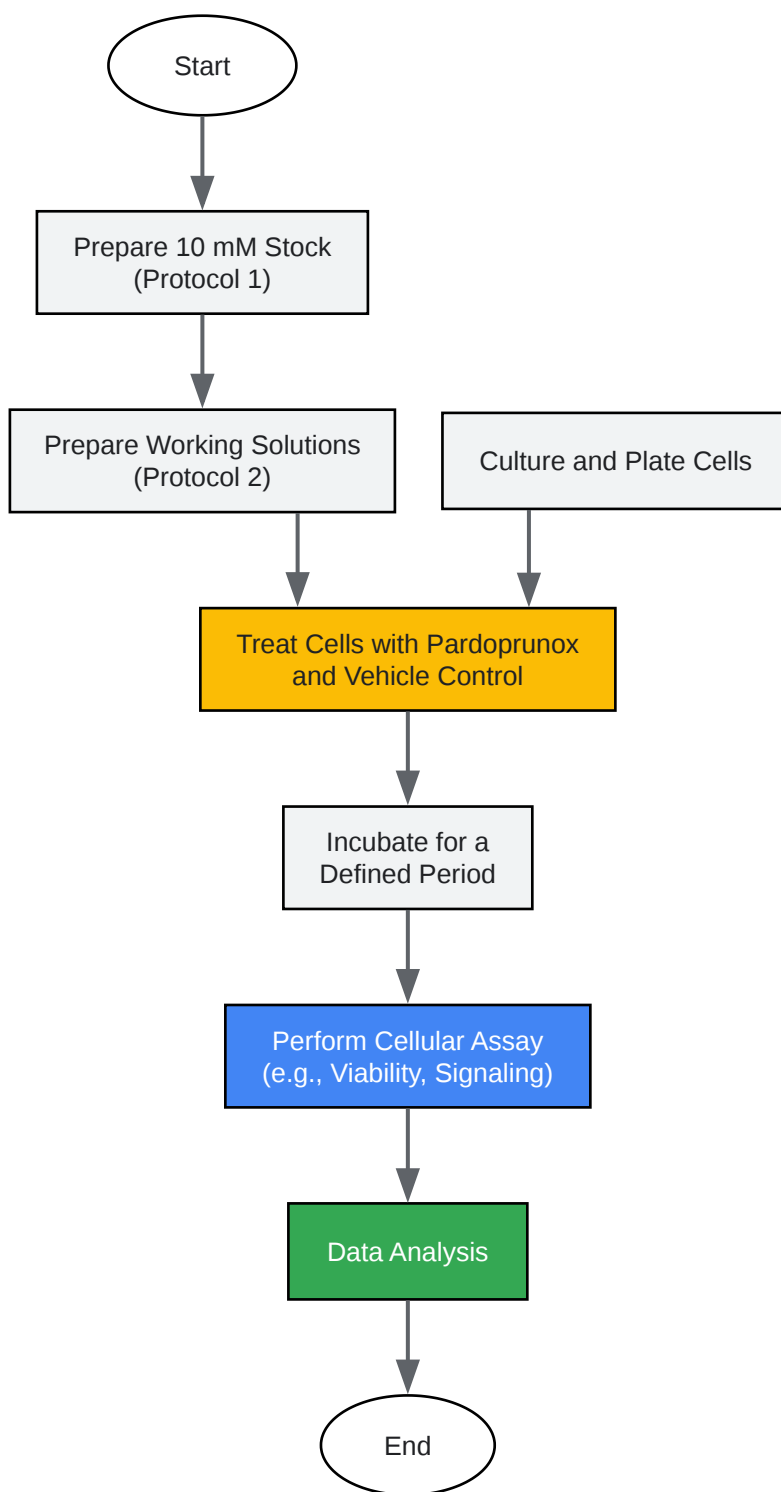 Start
Prepare 10 mM Stock
(Protocol 1)
Prepare Working Solutions
(Protocol 2)
Culture and Plate Cells
Treat Cells with Pardoprunox
and Vehicle Control
Incubate for a
Defined Period
Perform Cellular Assay
(e.g., Viability, Signaling)
Data Analysis
End